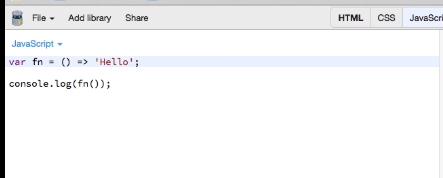 File Add library Share HTML CSS JavaScri
JavaScript
var fn = () => 'Hello';
console.log(fn());